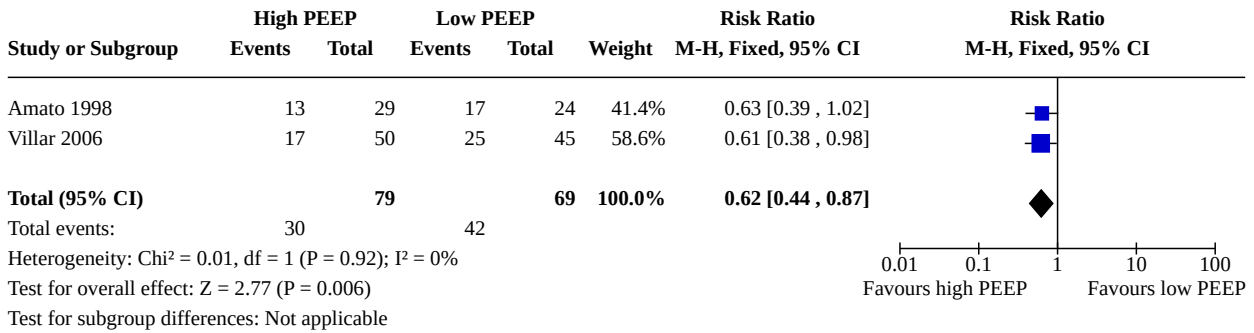 High PEEP Low PEEP Risk Ratio Risk Ratio
Study or Subgroup Events Total Events Total Weight M-H, Fixed, 95% CI M-H, Fixed, 95% CI
Amato 1998 13 29 17 24 41.4% 0.63 [0.39 , 1.02]
Villar 2006 17 50 25 45 58.6% 0.61 [0.38 , 0.98]
Total (95% CI) 79 69 100.0% 0.62 [0.44 , 0.87]
Total events: 30 42
Heterogeneity: Chi² = 0.01, df = 1 (P = 0.92); I² = 0%
0.01 0.1 1 10 100
Test for overall effect: Z = 2.77 (P = 0.006)
Favours high PEEP Favours low PEEP
Test for subgroup differences: Not applicable